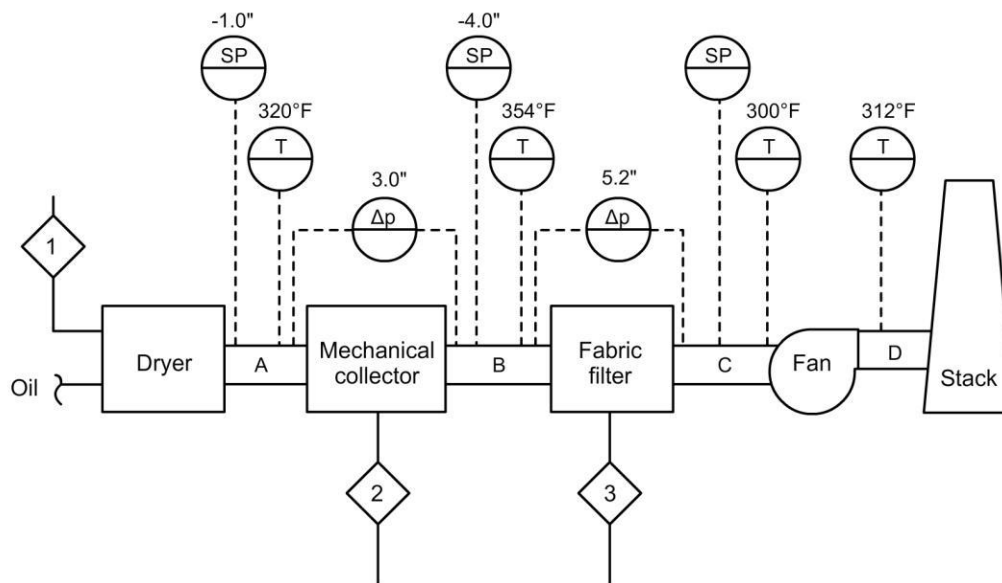 -1.0"
-4.0"
SP
SP
SP
320°F
354°F
300°F
312°F
T
T
T
T
3.0"
5.2"
Δp
Δp
1
Dryer
A
Mechanical
collector
B
Fabric
filter
C
Fan
D
Stack
Oil
2
3